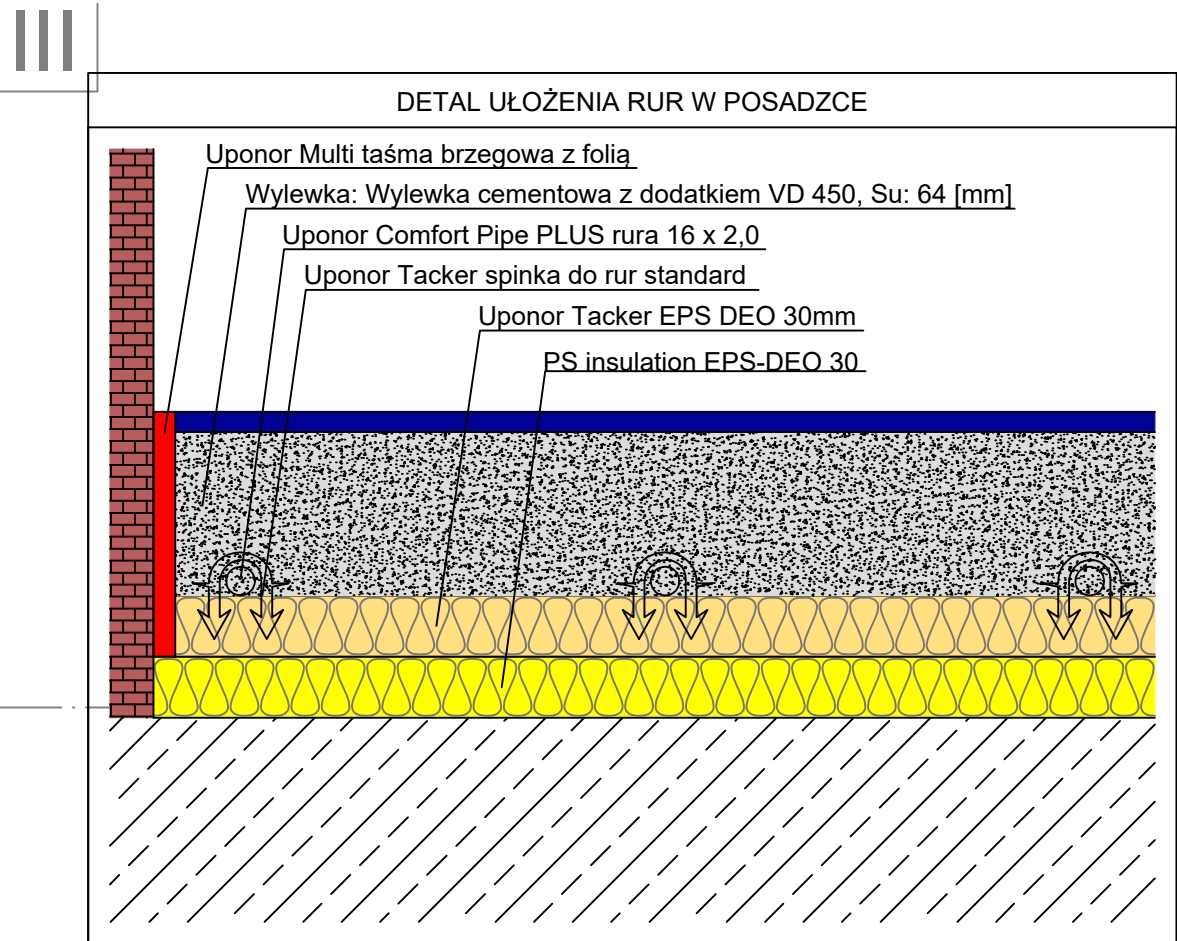 III
DETAL UŁOŻENIA RUR W POSADZCE
Uponor Multi taśma brzegowa z folią
Wylewka: Wylewka cementowa z dodatkiem VD 450, Su: 64 [mm]
Uponor Comfort Pipe PLUS rura 16 x 2,0
Uponor Tacker spinka do rur standard
Uponor Tacker EPS DEO 30mm
PS insulation EPS-DEO 30